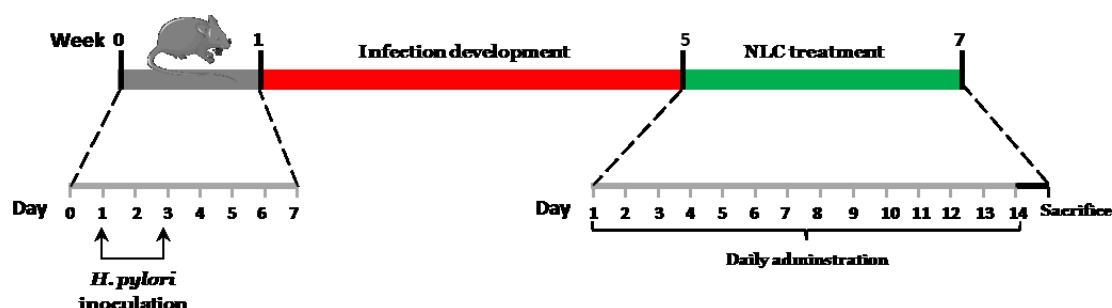 Week 0 1 5 7
Infection development NLC treatment
Day 0 1 2 3 4 5 6 7
Day 1 2 3 4 5 6 7 8 9 10 11 12 13 14 Sacrifice
H. pylori
inoculation
Daily adminstration